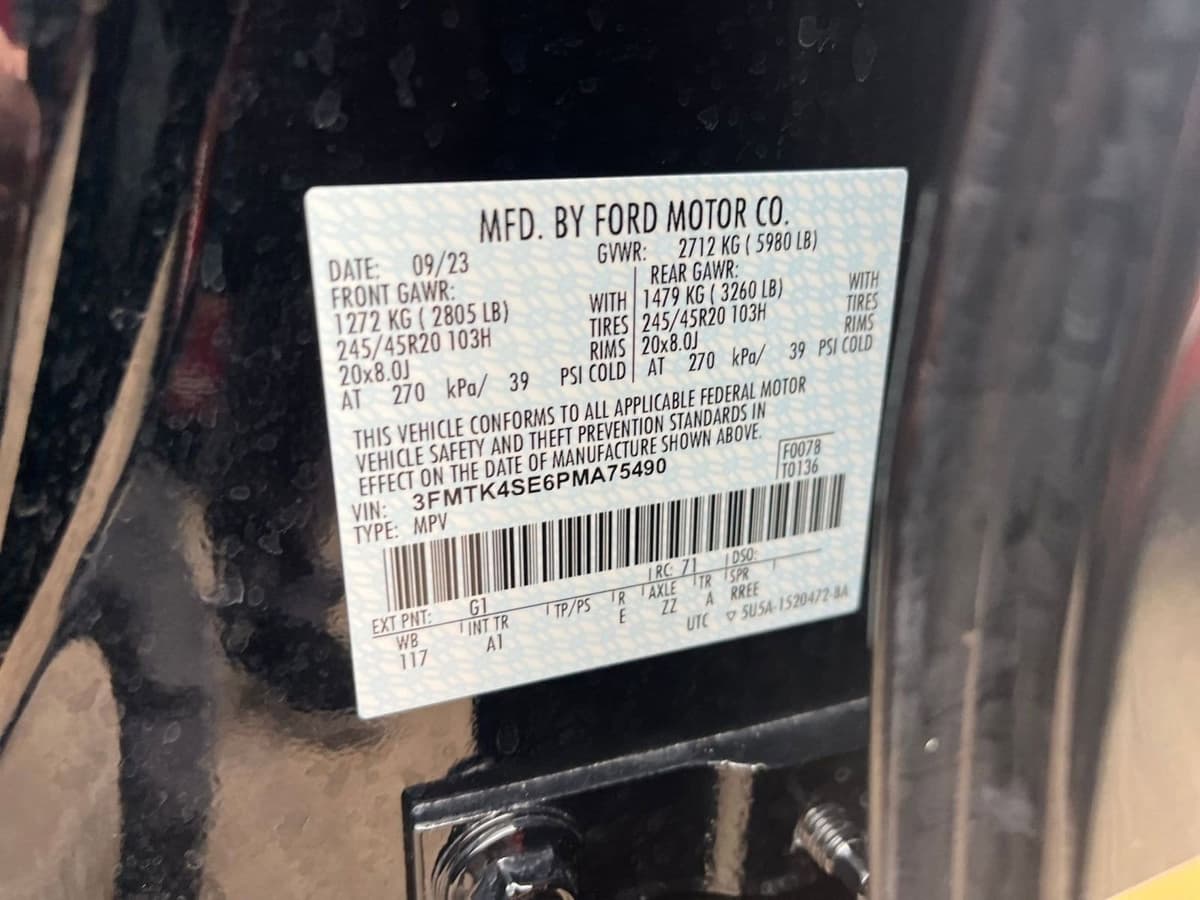 MFD. BY FORD MOTOR CO.
DATE: 09/23 GVWR: 2712 KG ( 5980 LB)
FRONT GAWR: REAR GAWR:
1272 KG ( 2805 LB) WITH 1479 KG ( 3260 LB) WITH
245/45R20 103H TIRES 245/45R20 103H TIRES
20x8.0J RIMS 20x8.0J RIMS
AT 270 kPa/ 39 PSI COLD AT 270 kPa/ 39 PSI COLD
THIS VEHICLE CONFORMS TO ALL APPLICABLE FEDERAL MOTOR
VEHICLE SAFETY AND THEFT PREVENTION STANDARDS IN
EFFECT ON THE DATE OF MANUFACTURE SHOWN ABOVE.
VIN: 3FMTK4SE6PMA75490 F0078
TYPE: MPV T0136
EXT PNT: G1 RC: 71 DSO:
WB INT TR TP/PS R AXLE TR SPR
117 A1 E ZZ A RREE
UTC ▽ 5U5A-1520472-BA